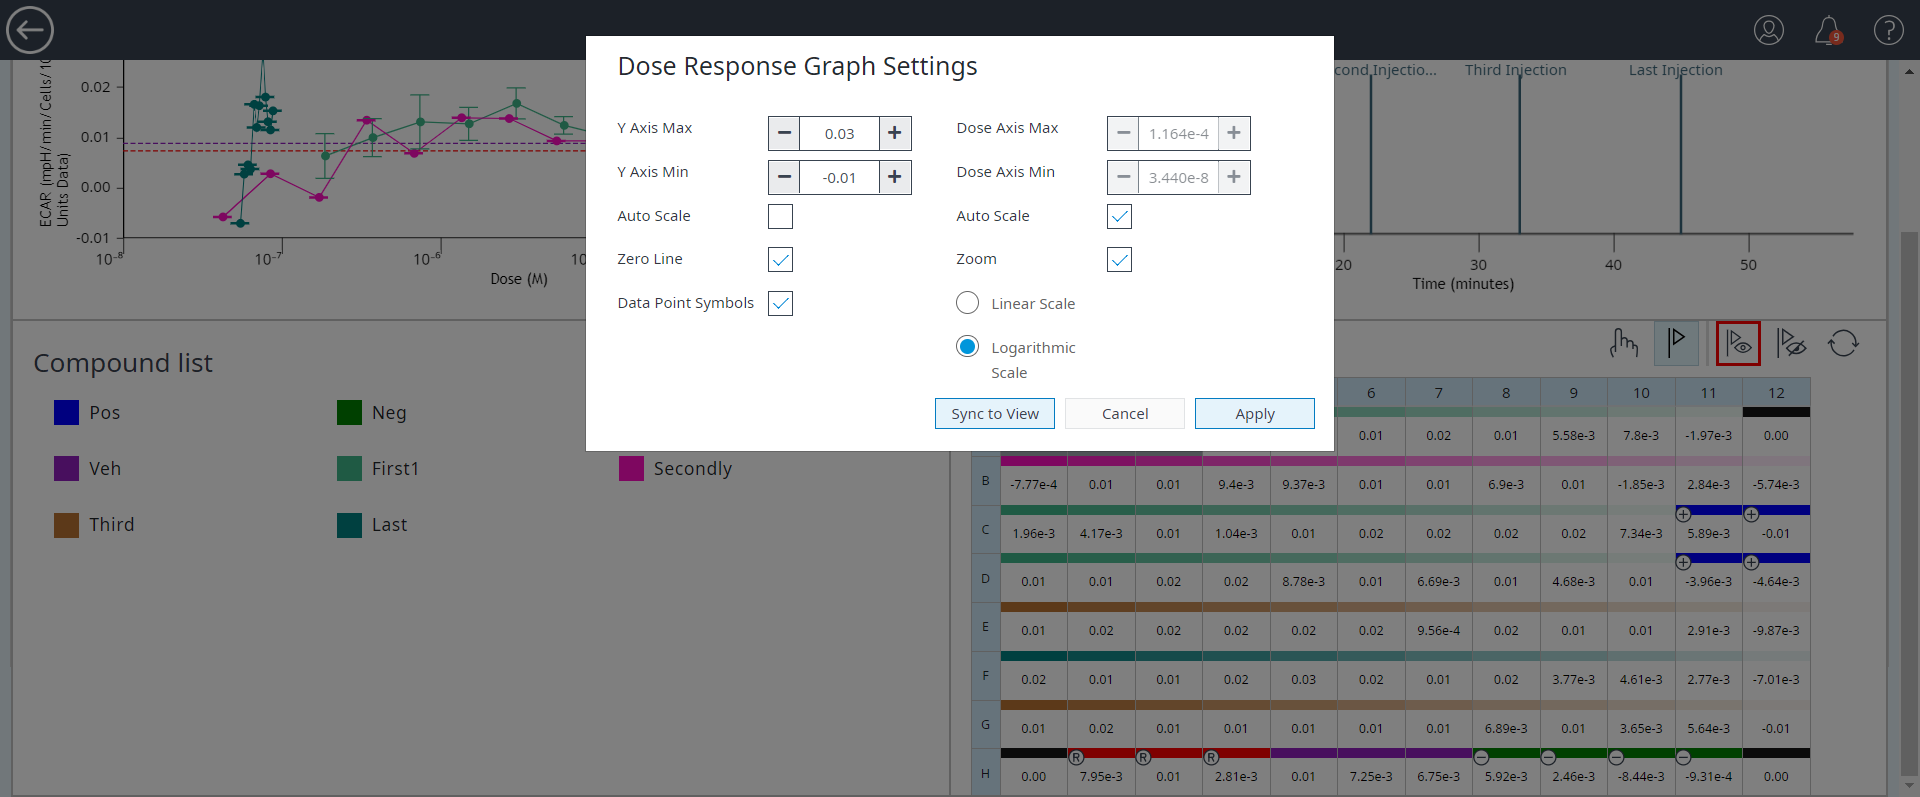 9
?
Dose Response Graph Settings
Y Axis Max
0.03
Dose Axis Max
1.164e-4
Y Axis Min
-0.01
Dose Axis Min
3.440e-8
Auto Scale
Auto Scale
Zero Line
Zoom
Data Point Symbols
Linear Scale
Logarithmic
Scale
Sync to View
Cancel
Apply
ECAR (mpH/min/Cells/10
Units Data)
0.02
0.01
0.00
-0.01
10⁻⁸
10⁻⁷
10⁻⁶
10
Dose (M)
cond Injectio...
Third Injection
Last Injection
20
30
40
50
Time (minutes)
Compound list
Pos
Neg
Veh
First1
Secondly
Third
Last
6 7 8 9 10 11 12
0.01 0.02 0.01 5.58e-3 7.8e-3 -1.97e-3 0.00
B -7.77e-4 0.01 0.01 9.4e-3 9.37e-3 0.01 0.01 6.9e-3 0.01 -1.85e-3 2.84e-3 -5.74e-3
C 1.96e-3 4.17e-3 0.01 1.04e-3 0.01 0.02 0.02 0.02 0.02 7.34e-3 5.89e-3 -0.01
D 0.01 0.01 0.02 0.02 8.78e-3 0.01 6.69e-3 0.01 4.68e-3 0.01 -3.96e-3 -4.64e-3
E 0.01 0.02 0.02 0.02 0.02 0.02 9.56e-4 0.02 0.01 0.01 2.91e-3 -9.87e-3
F 0.02 0.01 0.01 0.02 0.03 0.02 0.01 0.02 3.77e-3 4.61e-3 2.77e-3 -7.01e-3
G 0.01 0.02 0.01 0.01 0.01 0.01 0.01 6.89e-3 0.01 3.65e-3 5.64e-3 -0.01
R R R
H 0.00 7.95e-3 0.01 2.81e-3 0.01 7.25e-3 6.75e-3 5.92e-3 2.46e-3 -8.44e-3 -9.31e-4 0.00